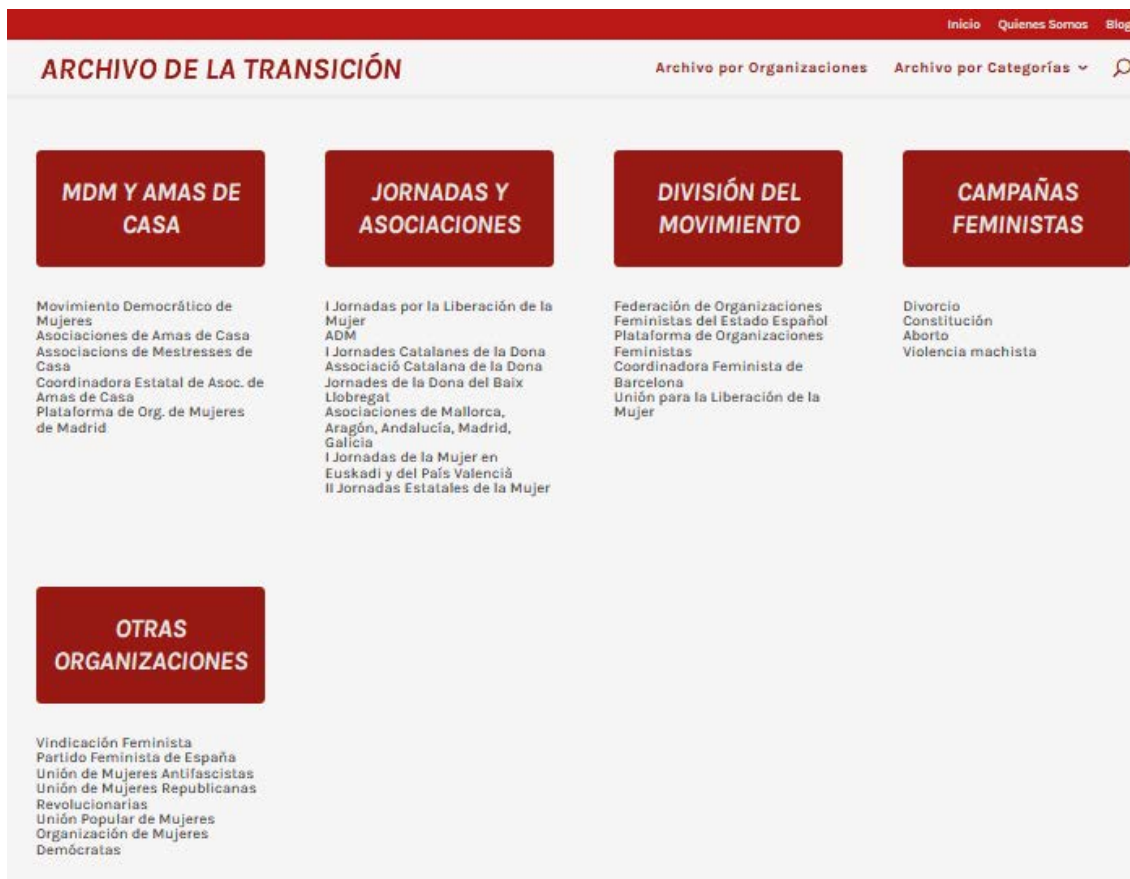 Inicio Quienes Somos Blog
ARCHIVO DE LA TRANSICIÓN
Archivo por Organizaciones Archivo por Categorías
MDM Y AMAS DE
CASA
Movimiento Democrático de
Mujeres
Asociaciones de Amas de Casa
Associacions de Mestresses de
Casa
Coordinadora Estatal de Asoc. de
Amas de Casa
Plataforma de Org. de Mujeres
de Madrid
JORNADAS Y
ASOCIACIONES
I Jornadas por la Liberación de la
Mujer
ADM
I Jornades Catalanes de la Dona
Associació Catalana de la Dona
Jornades de la Dona del Baix
Llobregat
Asociaciones de Mallorca,
Aragón, Andalucía, Madrid,
Galicia
I Jornadas de la Mujer en
Euskadi y del País Valencià
II Jornadas Estatales de la Mujer
DIVISIÓN DEL
MOVIMIENTO
Federación de Organizaciones
Feministas del Estado Español
Plataforma de Organizaciones
Feministas
Coordinadora Feminista de
Barcelona
Unión para la Liberación de la
Mujer
CAMPAÑAS
FEMINISTAS
Divorcio
Constitución
Aborto
Violencia machista
OTRAS
ORGANIZACIONES
Vindicación Feminista
Partido Feminista de España
Unión de Mujeres Antifascistas
Unión de Mujeres Republicanas
Revolucionarias
Unión Popular de Mujeres
Organización de Mujeres
Demócratas